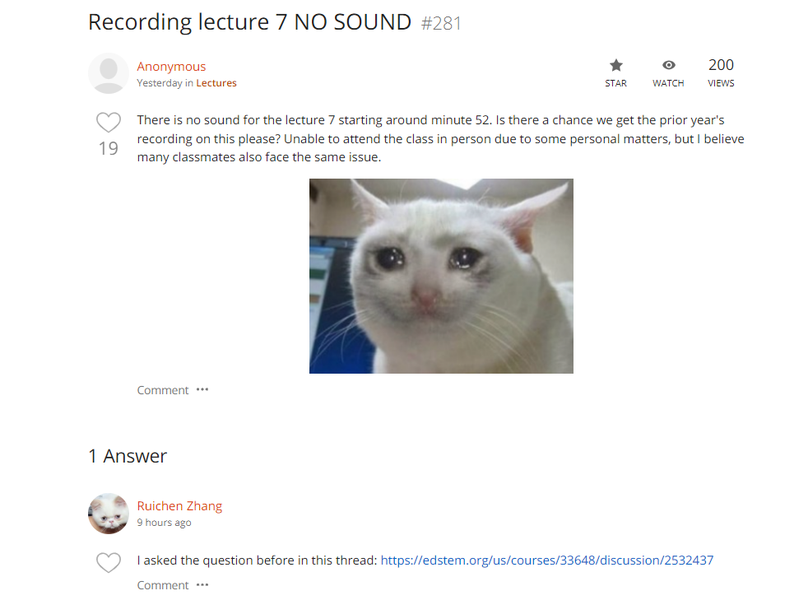 Recording lecture 7 NO SOUND #281
Anonymous
Yesterday in Lectures
STAR
WATCH
200
VIEWS
There is no sound for the lecture 7 starting around minute 52. Is there a chance we get the prior year's
19
recording on this please? Unable to attend the class in person due to some personal matters, but I believe
many classmates also face the same issue.
Comment ···
1 Answer
Ruichen Zhang
9 hours ago
I asked the question before in this thread: https://edstem.org/us/courses/33648/discussion/2532437
Comment ···